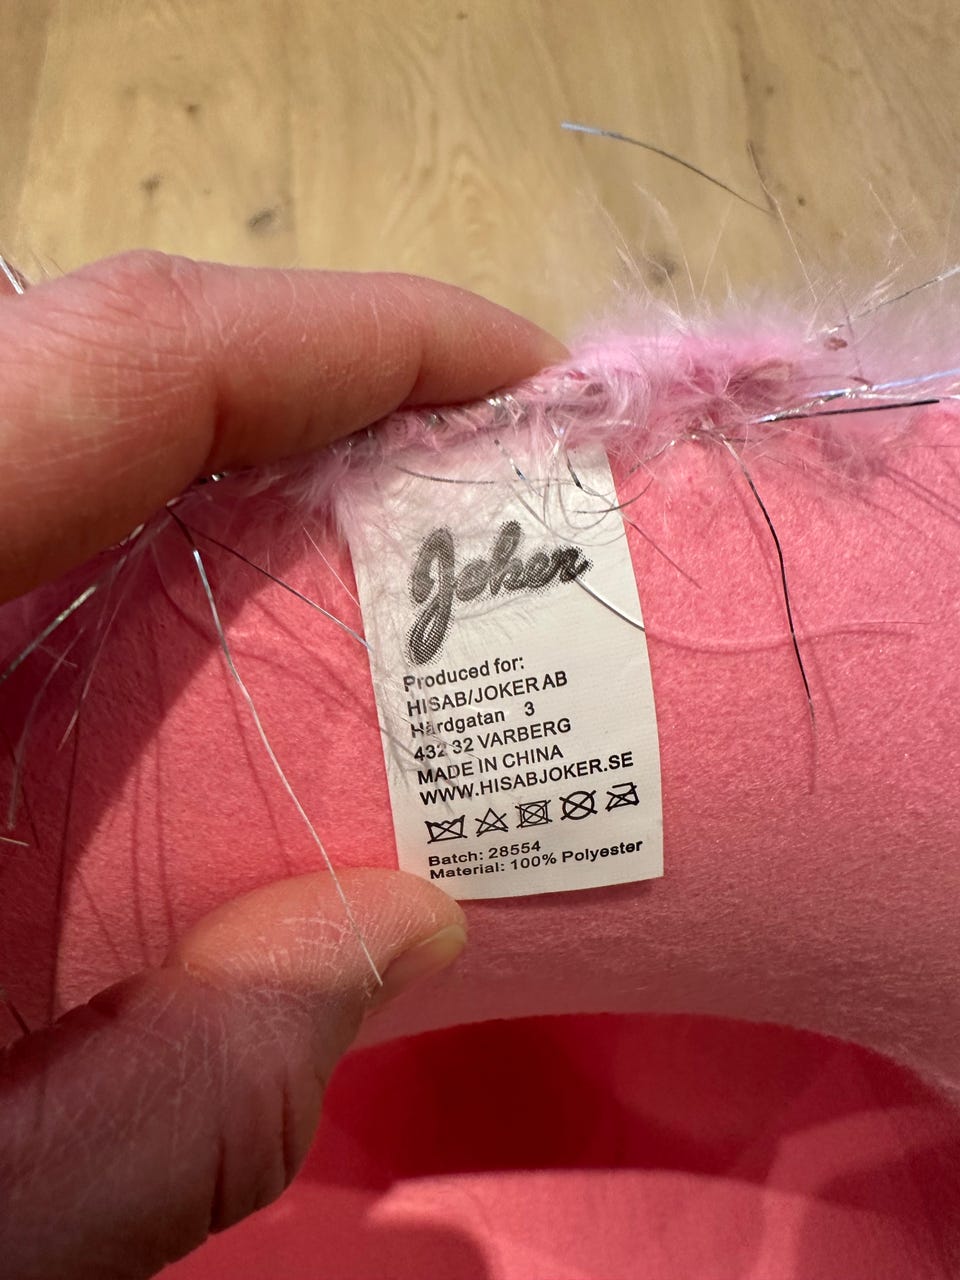 Joker
Produced for:
HISAB/JOKER AB
Hårdgatan 3
432 32 VARBERG
MADE IN CHINA
WWW.HISABJOKER.SE
Batch: 28554
Material: 100% Polyester